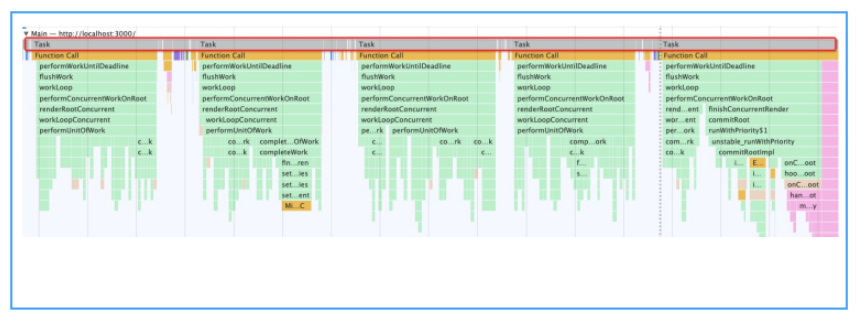 ▼ Main — http://localhost:3000/
Task Task Task Task Task
Function Call Function Call Function Call Function Call Function Call
performWorkUntilDeadline performWorkUntilDeadline performWorkUntilDeadline performWorkUntilDeadline performWorkUntilDeadline
flushWork flushWork flushWork flushWork flushWork
workLoop workLoop workLoop workLoop workLoop
performConcurrentWorkOnRoot performConcurrentWorkOnRoot performConcurrentWorkOnRoot performConcurrentWorkOnRoot performConcurrentWorkOnRoot
renderRootConcurrent renderRootConcurrent renderRootConcurrent renderRootConcurrent rend...ent finishConcurrentRender
workLoopConcurrent workLoopConcurrent workLoopConcurrent workLoopConcurrent wor...ent commitRoot
performUnitOfWork performUnitOfWork pe...rk performUnitOfWork performUnitOfWork per...ork runWithPriority$1
c...k co...rk complet...OfWork c... co...rk co...k comp...ork com...rk unstable_runWithPriority
c...k co...k completeWork c... c... c...k co...k commitRootImpl
fin...ren f... i... E... onC...oot
set...ies s... i... hoo...oot
set...ies i... onC...oot
set...ent han...ot
Mi...C m...y